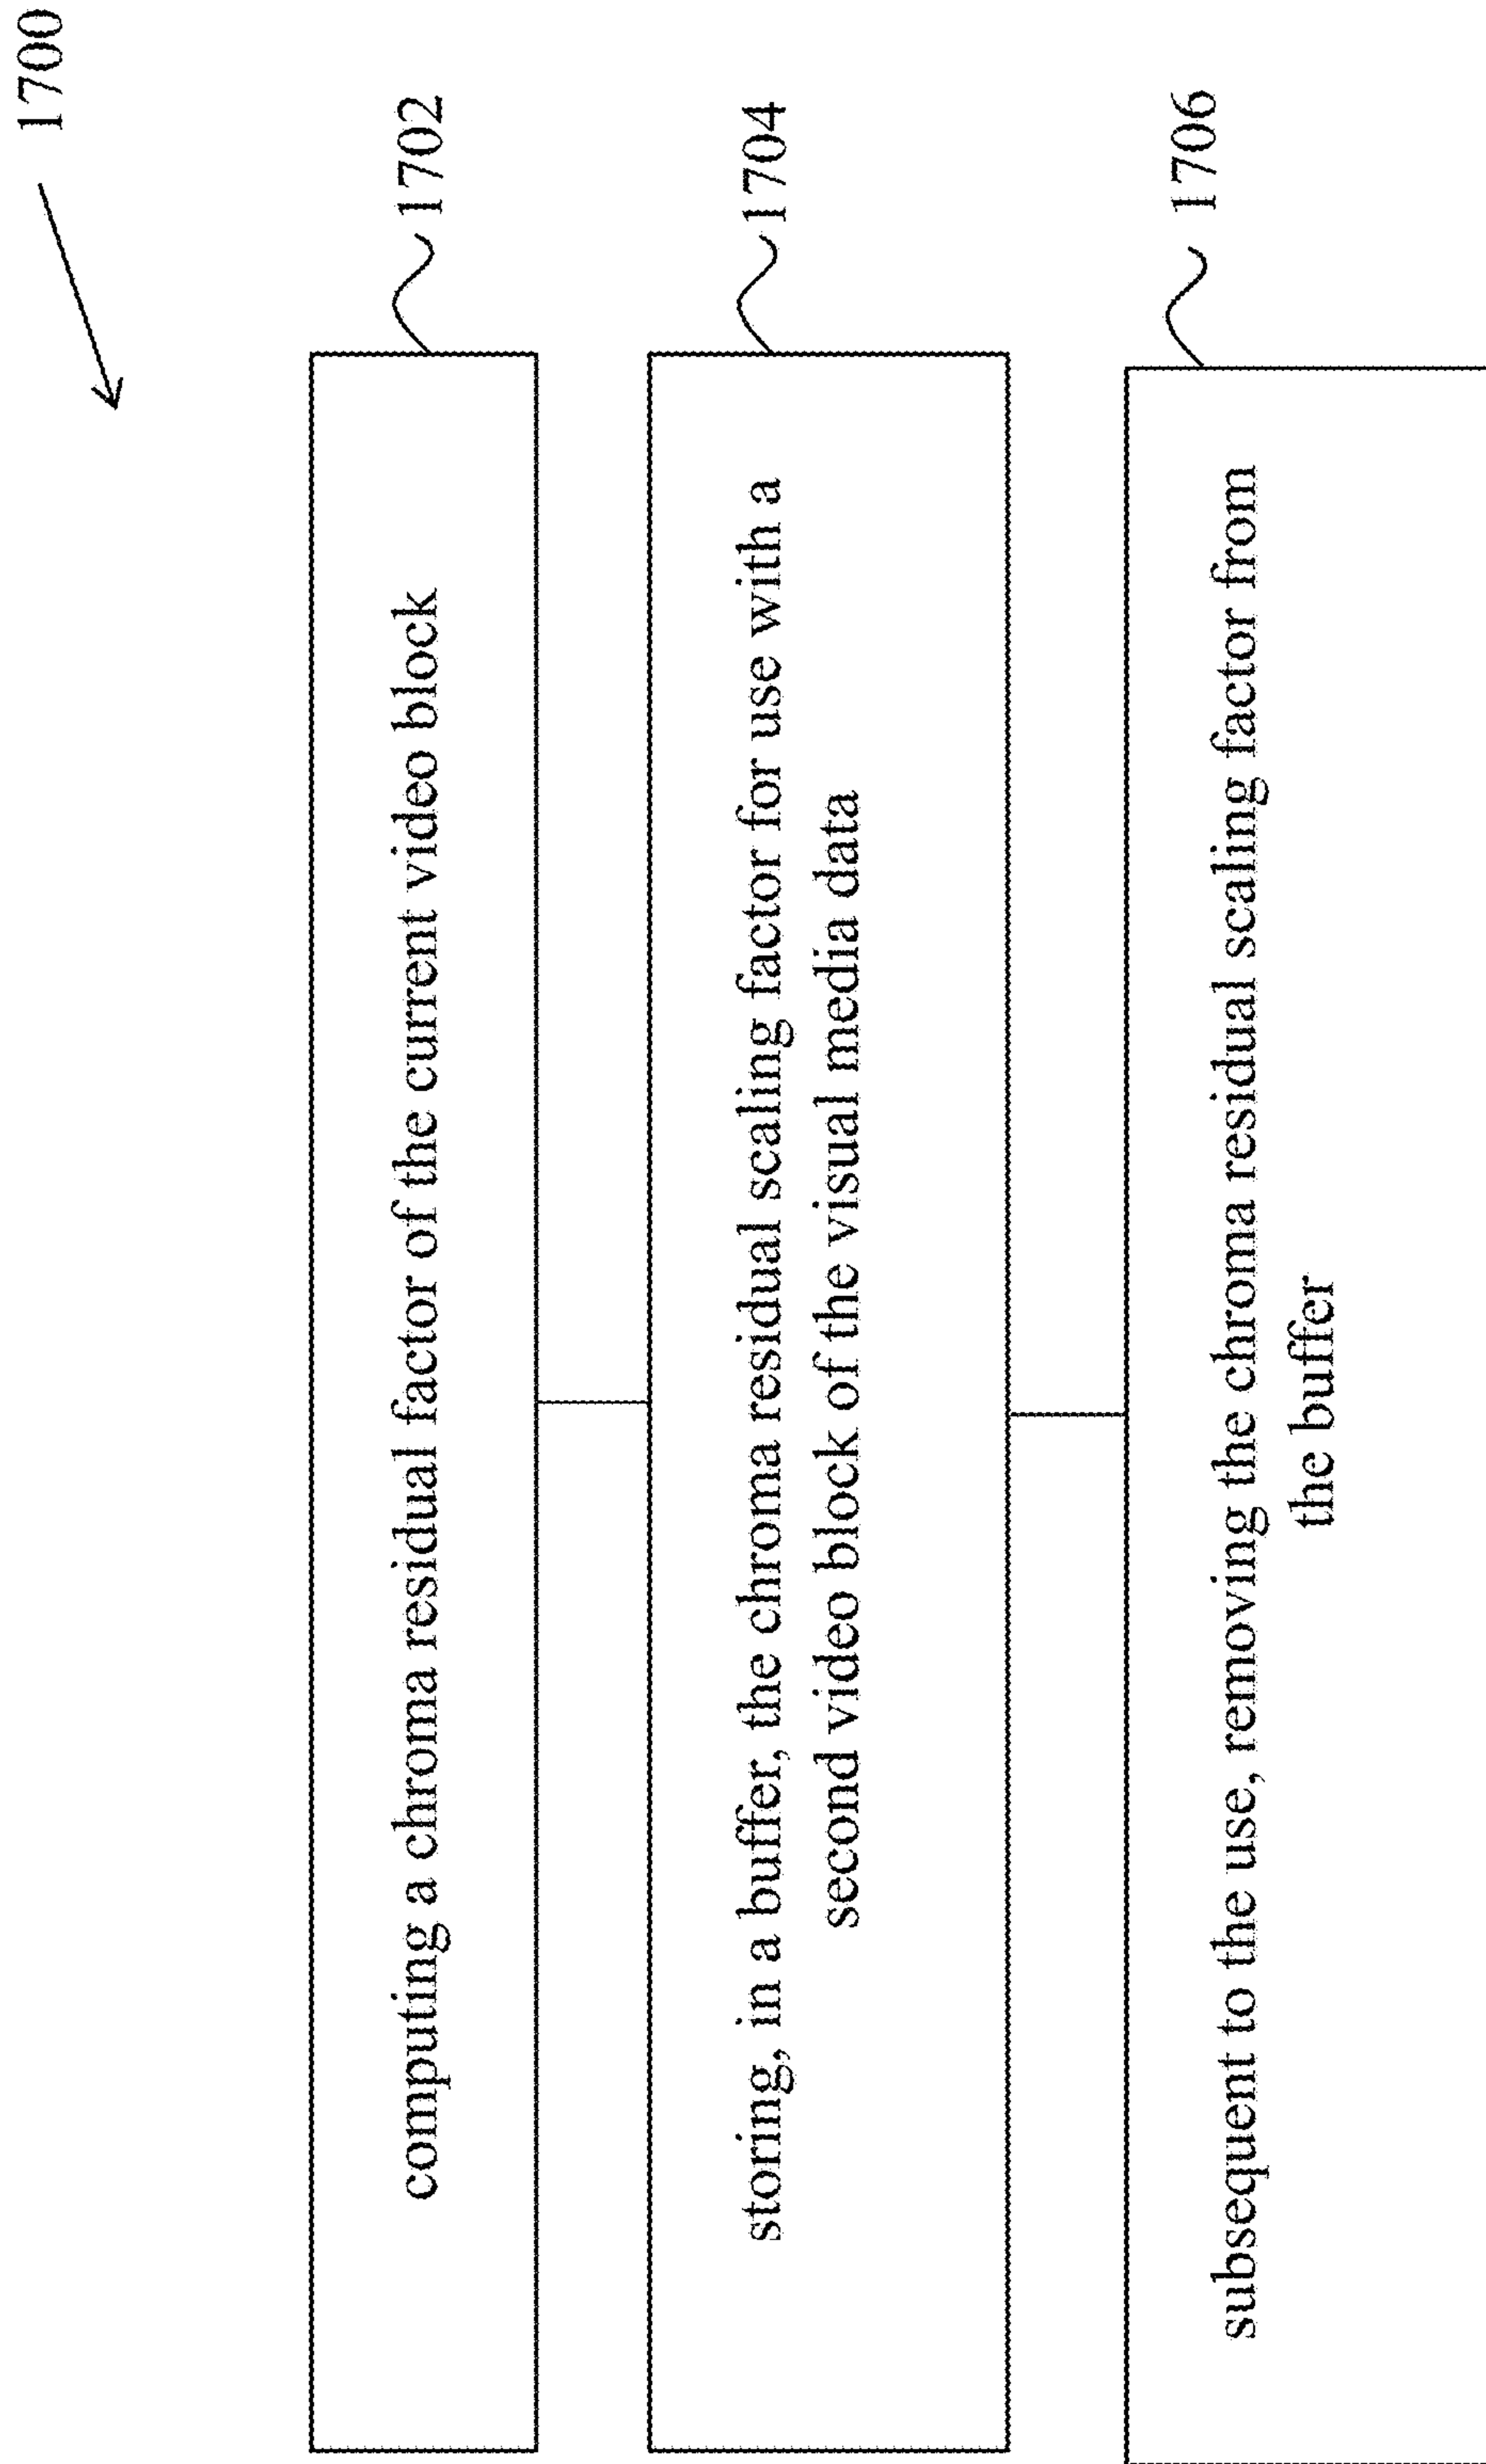 1700
computing a chroma residual factor of the current video block
1702
storing, in a buffer, the chroma residual scaling factor for use with a
second video block of the visual media data
1704
subsequent to the use, removing the chroma residual scaling factor from
the buffer
1706